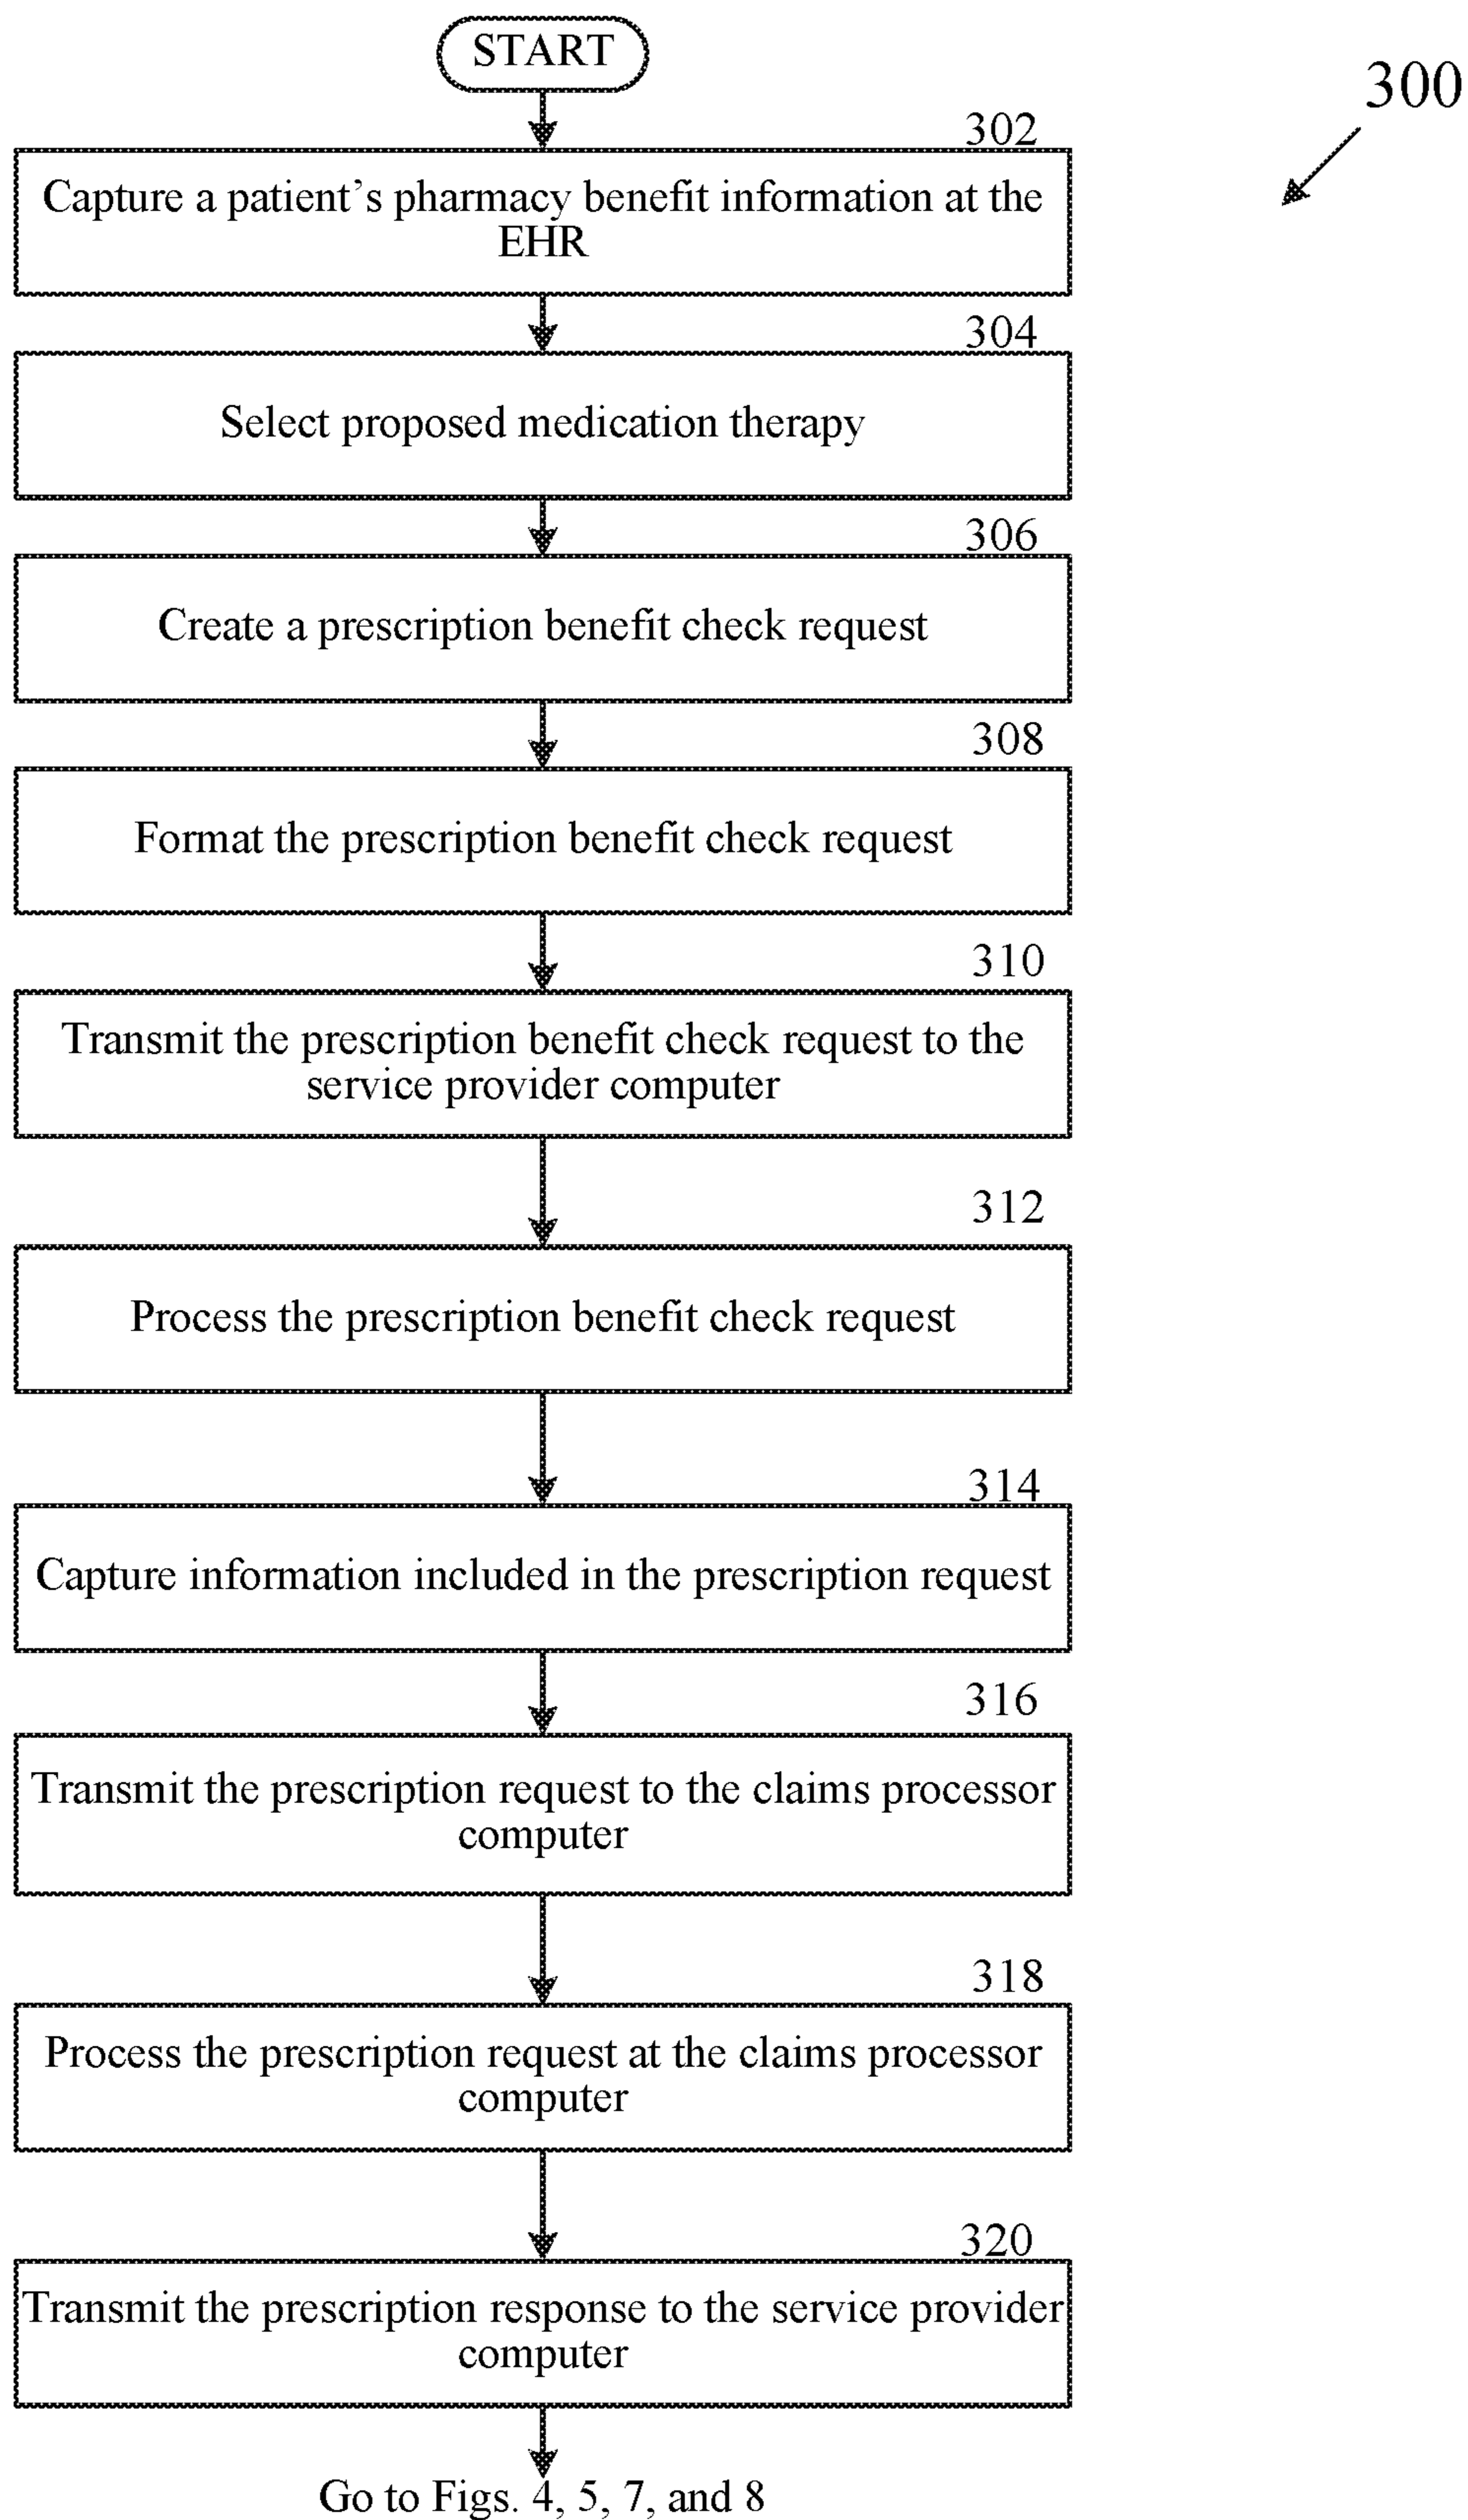 START
300
302
Capture a patient’s pharmacy benefit information at the
EHR
304
Select proposed medication therapy
306
Create a prescription benefit check request
308
Format the prescription benefit check request
310
Transmit the prescription benefit check request to the
service provider computer
312
Process the prescription benefit check request
314
Capture information included in the prescription request
316
Transmit the prescription request to the claims processor
computer
318
Process the prescription request at the claims processor
computer
320
Transmit the prescription response to the service provider
computer
Go to Figs. 4, 5, 7, and 8